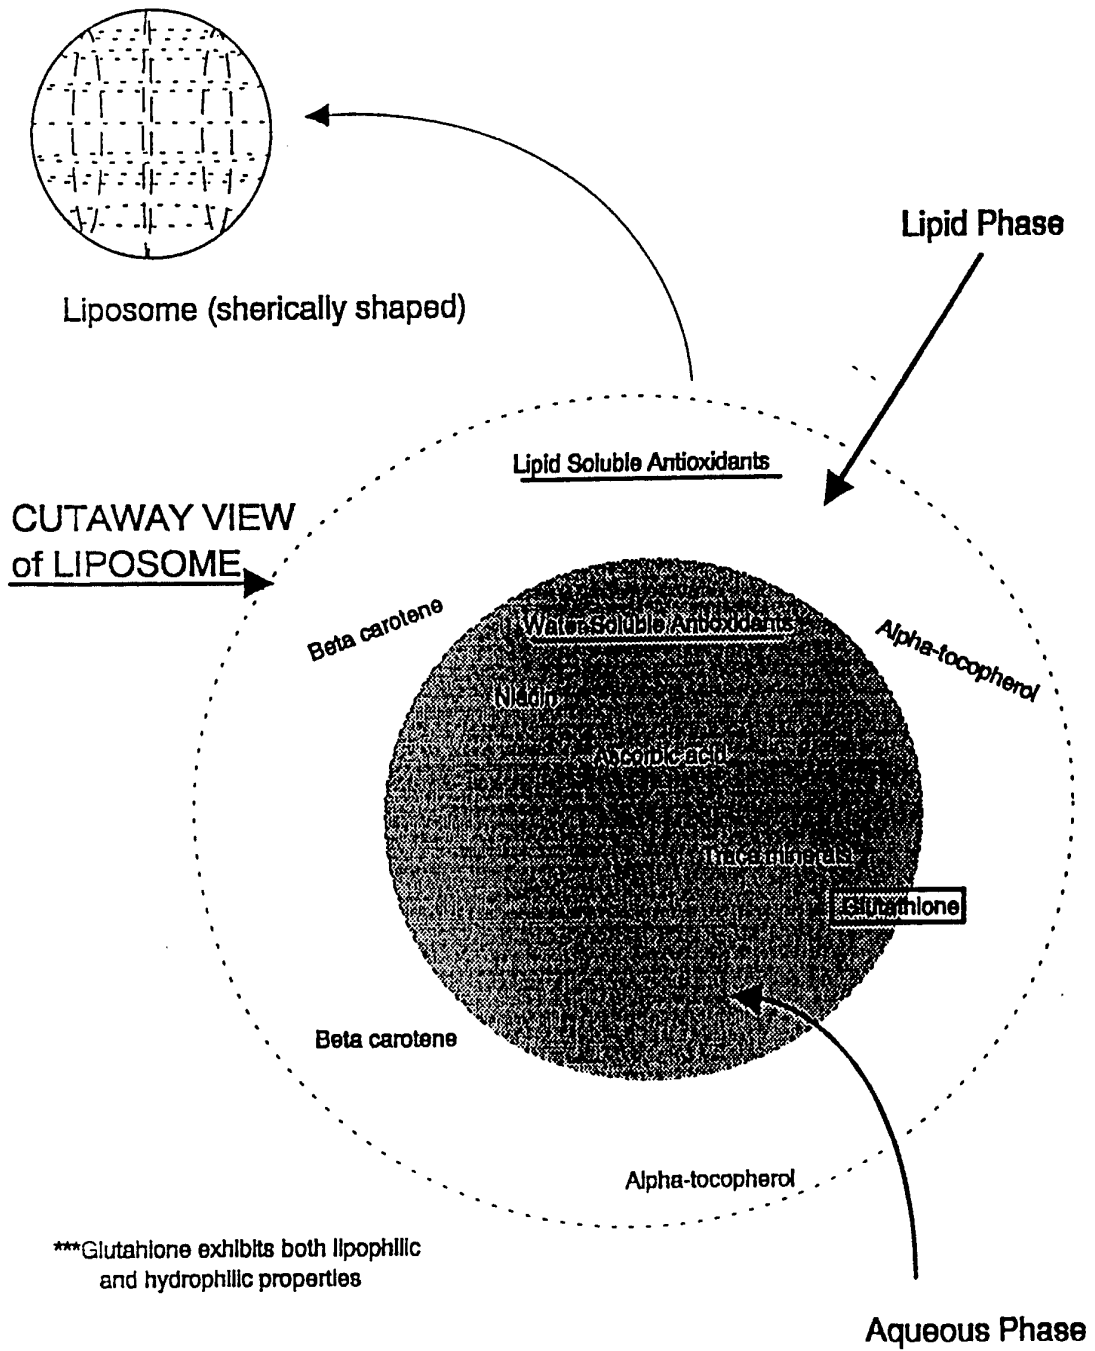 Liposome (sherically shaped)
Lipid Phase
Lipid Soluble Antioxidants
CUTAWAY VIEW
of LIPOSOME
Beta carotene
Water Soluble Antioxidants
Alpha-tocopherol
Niacin
Ascorbic acid
Trace minerals
Glutathione
Beta carotene
Alpha-tocopherol
***Glutahione exhibits both lipophilic
and hydrophilic properties
Aqueous Phase